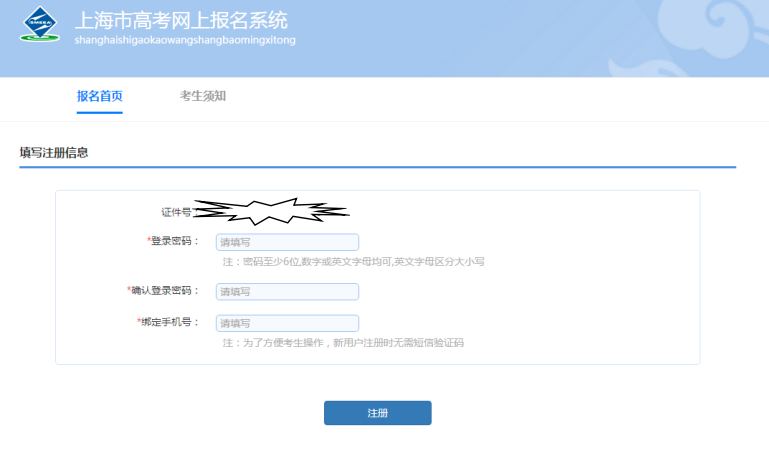 SMEEA
上海市高考网上报名系统
shanghaishigaokaowangshangbaomingxitong
报名首页 考生须知
填写注册信息
证件号
*登录密码： 请填写
注：密码至少6位,数字或英文字母均可,英文字母区分大小写
*确认登录密码： 请填写
*绑定手机号： 请填写
注：为了方便考生操作，新用户注册时无需短信验证码
注册